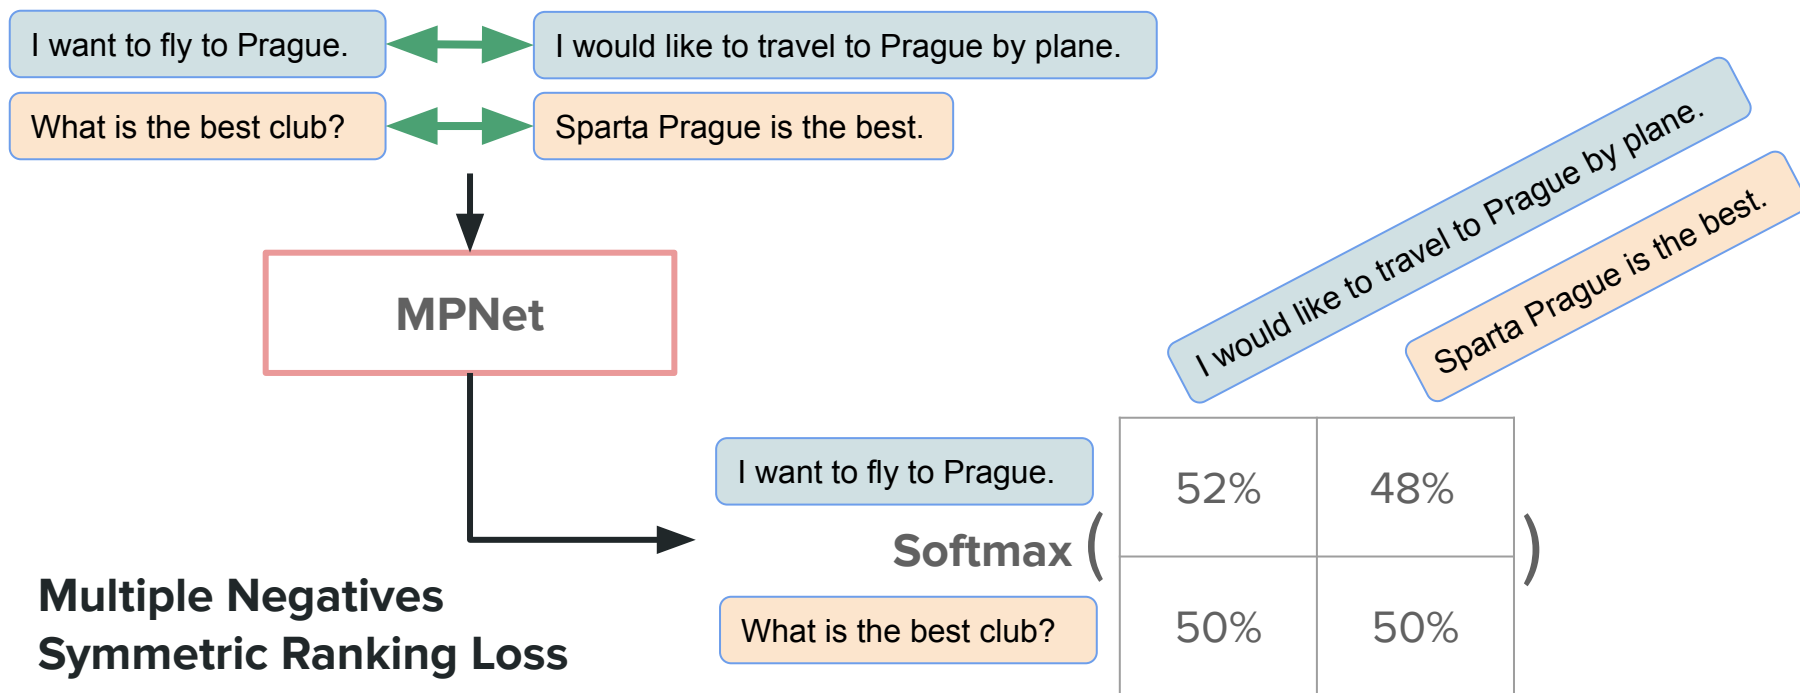 I want to fly to Prague.
I would like to travel to Prague by plane.
What is the best club?
Sparta Prague is the best.
MPNet
I would like to travel to Prague by plane.
Sparta Prague is the best.
I want to fly to Prague.
52%
48%
Softmax ( )
What is the best club?
50%
50%
Multiple Negatives
Symmetric Ranking Loss